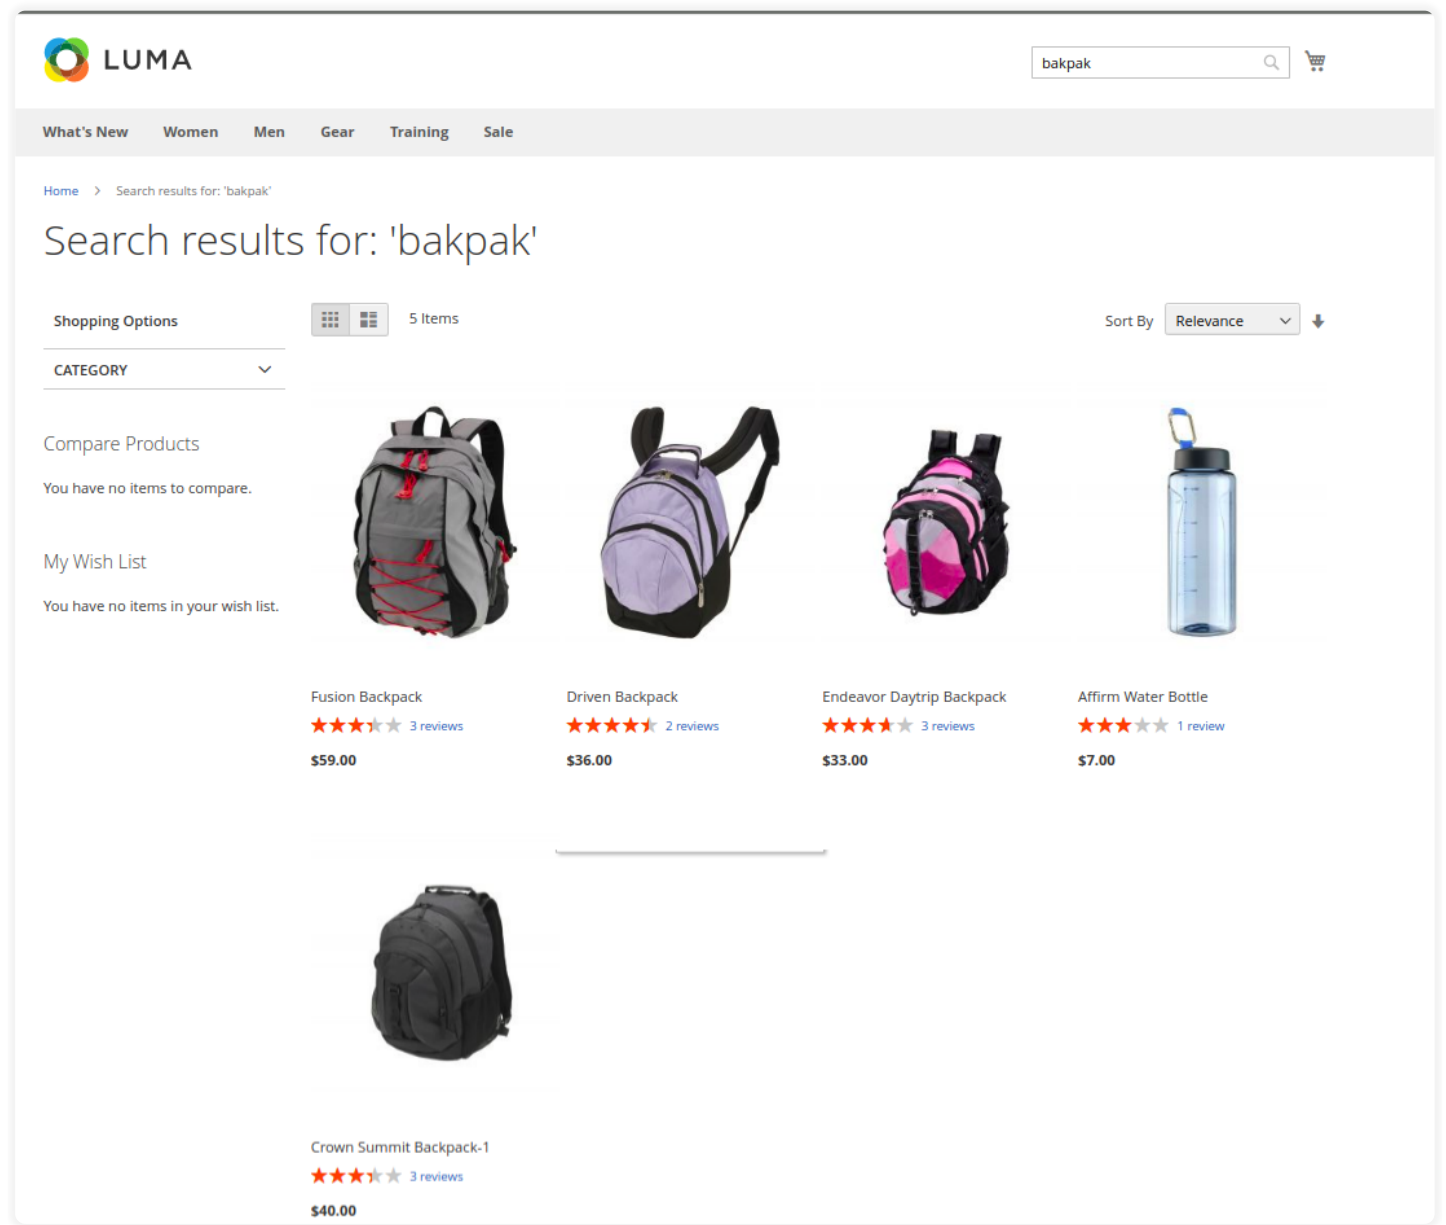 LUMA
bakpak
What's New Women Men Gear Training Sale
Home > Search results for: 'bakpak'
Search results for: 'bakpak'
Shopping Options
CATEGORY
Compare Products
You have no items to compare.
My Wish List
You have no items in your wish list.
5 Items
Sort By Relevance
Fusion Backpack
3 reviews
$59.00
Driven Backpack
2 reviews
$36.00
Endeavor Daytrip Backpack
3 reviews
$33.00
Affirm Water Bottle
1 review
$7.00
Crown Summit Backpack-1
3 reviews
$40.00